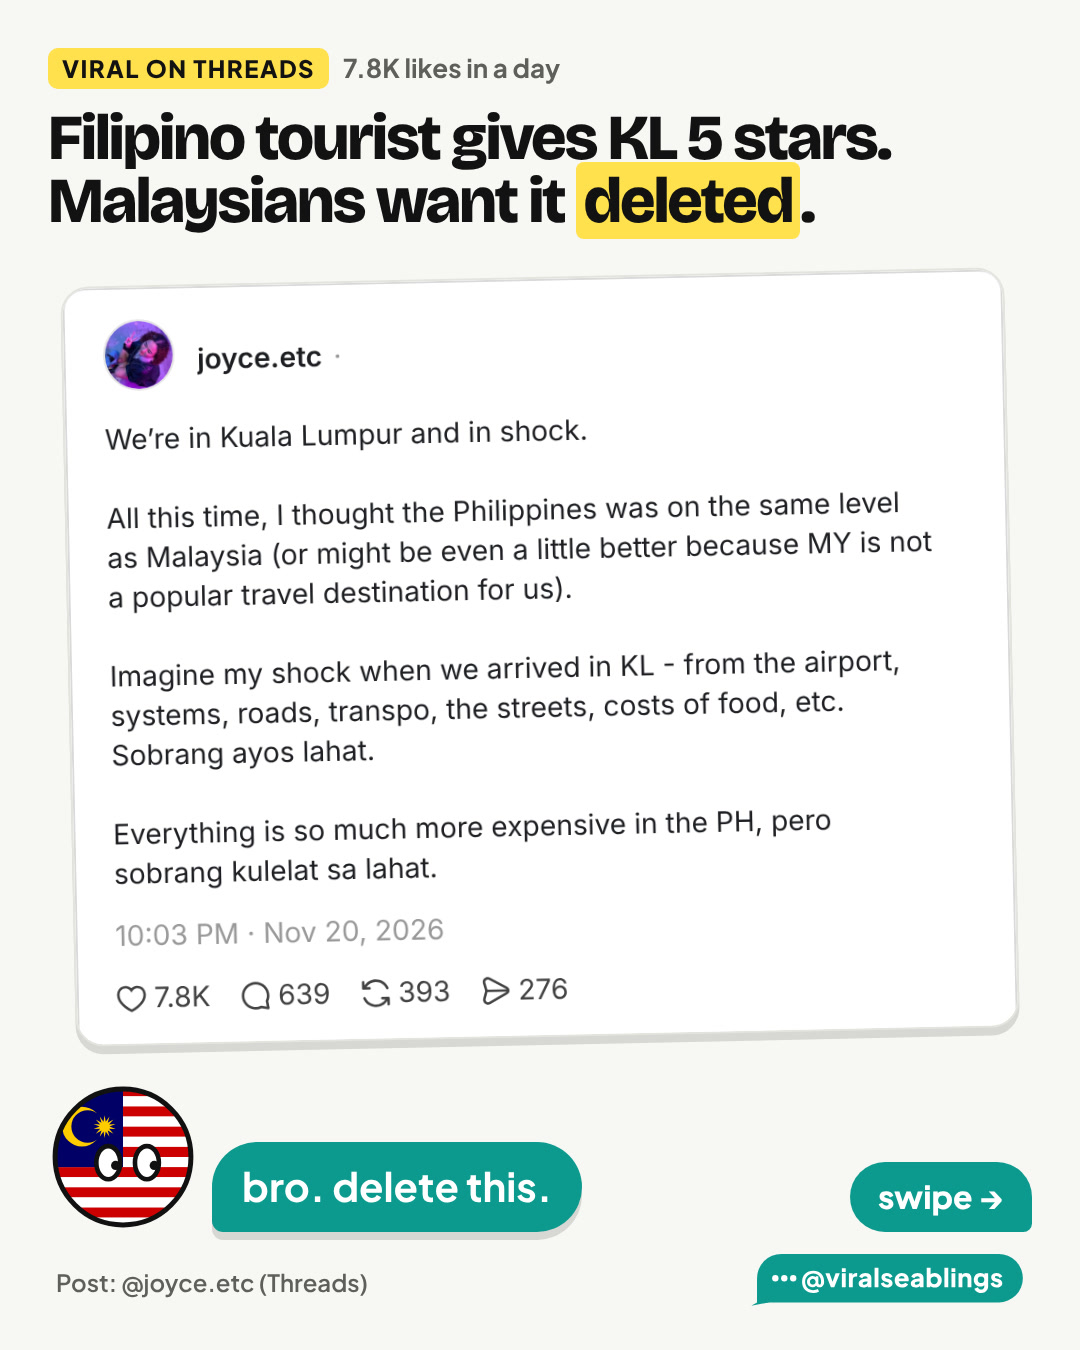 VIRAL ON THREADS 7.8K likes in a day
Filipino tourist gives KL 5 stars.
Malaysians want it deleted.
joyce.etc ·
We’re in Kuala Lumpur and in shock.
All this time, I thought the Philippines was on the same level
as Malaysia (or might be even a little better because MY is not
a popular travel destination for us).
Imagine my shock when we arrived in KL - from the airport,
systems, roads, transpo, the streets, costs of food, etc.
Sobrang ayos lahat.
Everything is so much more expensive in the PH, pero
sobrang kulelat sa lahat.
10:03 PM · Nov 20, 2026
7.8K 639 393 276
bro. delete this.
swipe →
Post: @joyce.etc (Threads)
•••@viralseablings